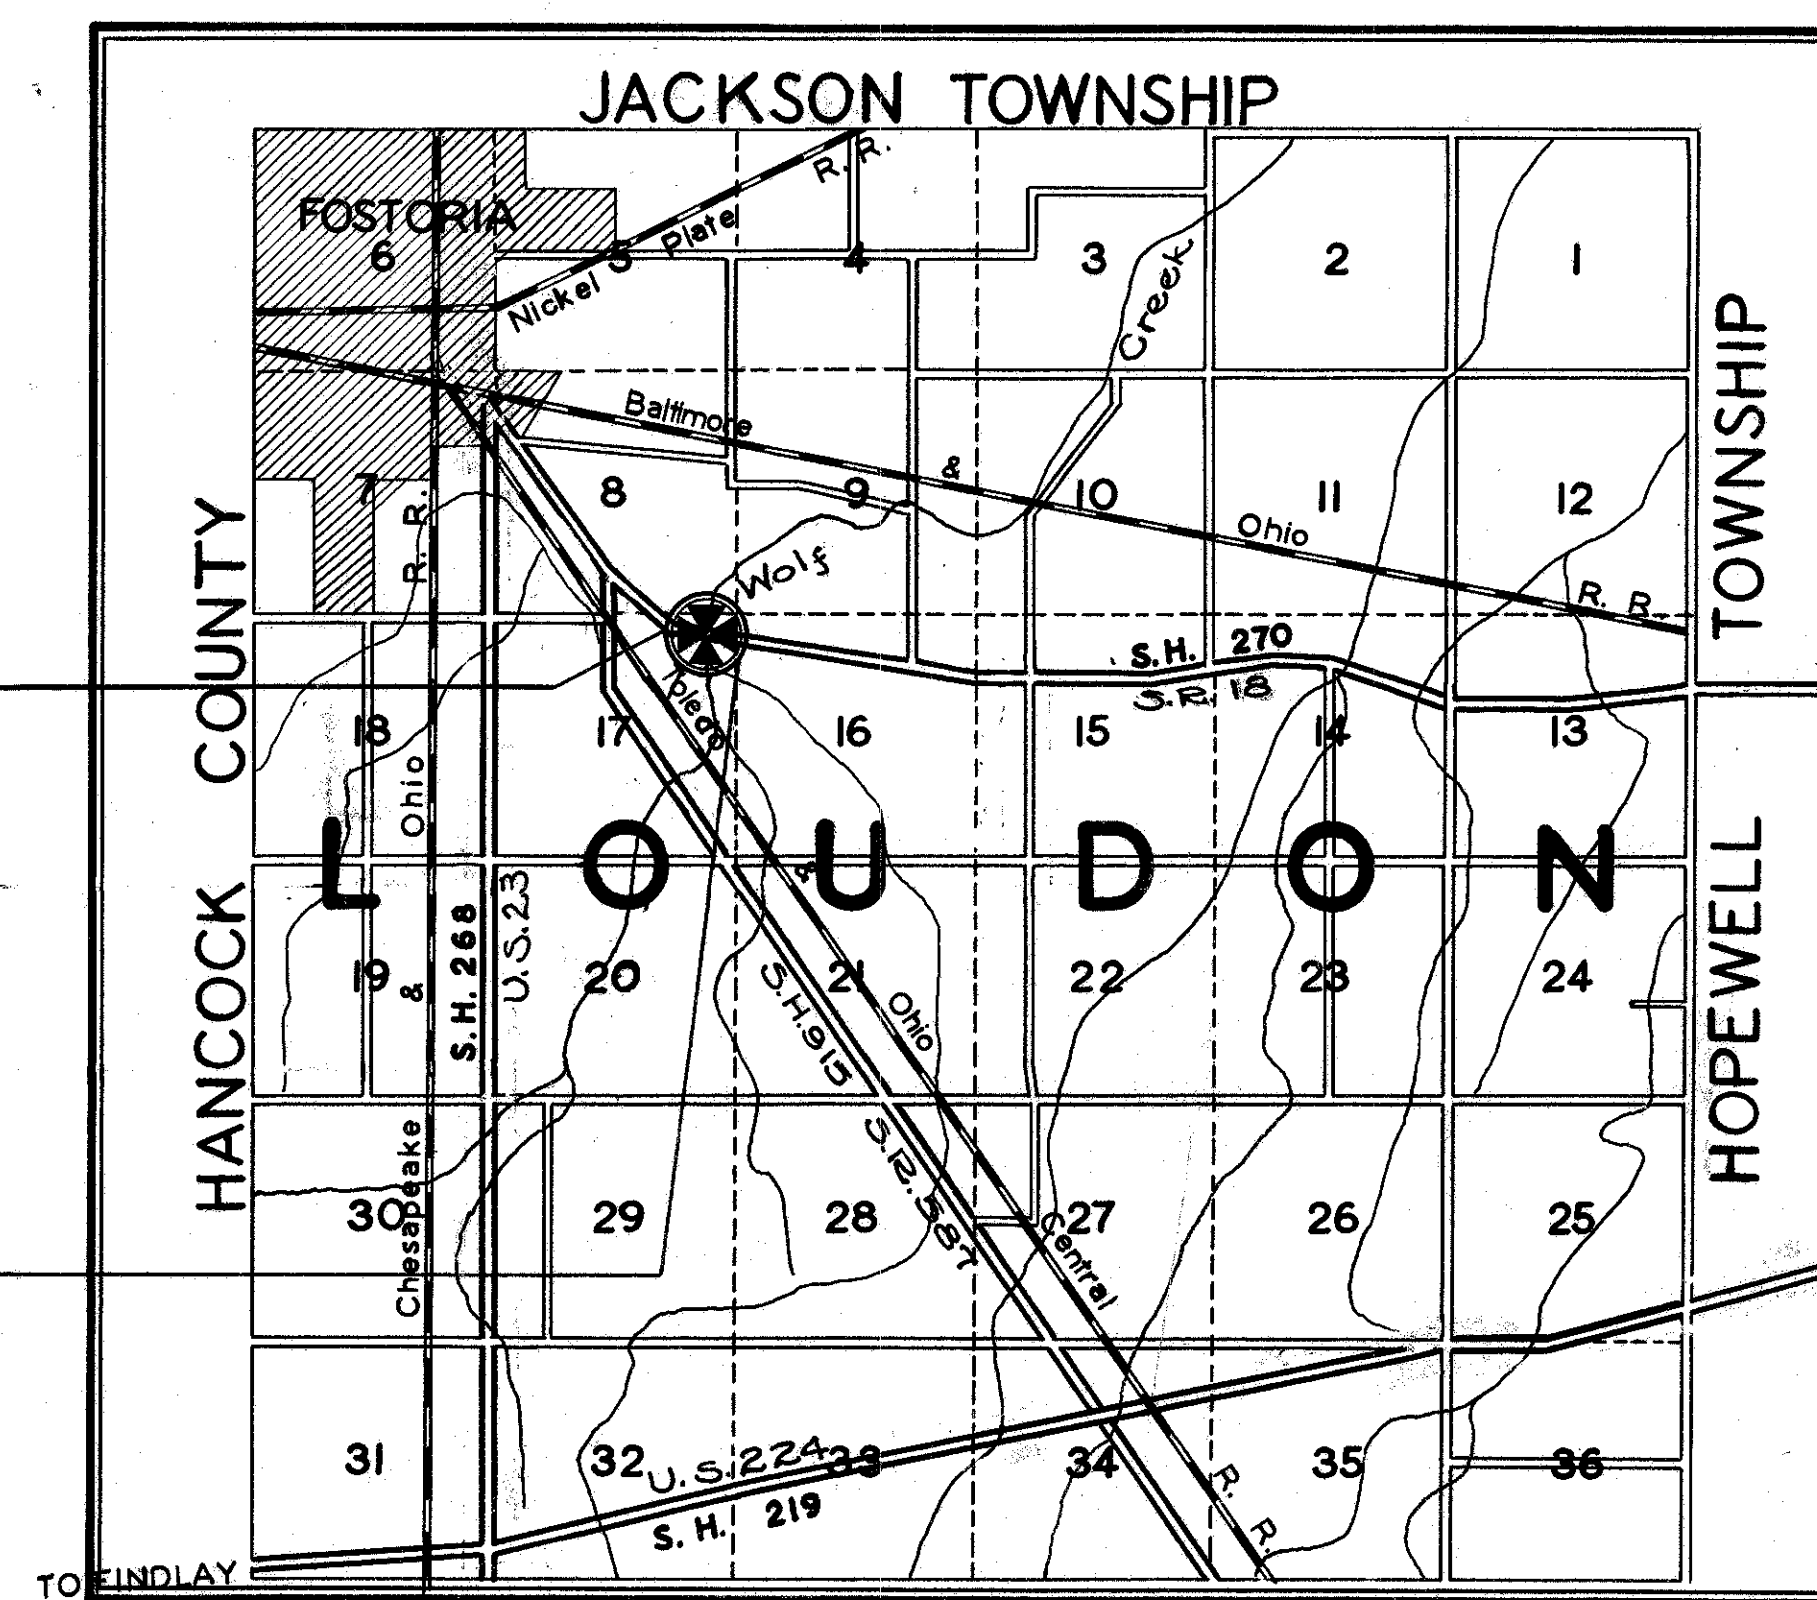 JACKSON TOWNSHIP
FOSTORIA
6
5
4
3
2
1
Nickel Plate R. R.
Creek
Baltimore & Ohio R. R.
7
8
9
10
11
12
Wolf
S. H. 270
S. R. 18
18
17
16
15
14
13
LOUDON
19
20
21
22
23
24
S. H. 268
U. S. 23
Chesapeake & Ohio R. R.
Toledo & Ohio Central R. R.
S. H. 915
S. R. 587
30
29
28
27
26
25
31
32
33
34
35
36
U. S. 224
S. H. 219
TO FINDLAY
HANCOCK COUNTY
HOPEWELL TOWNSHIP